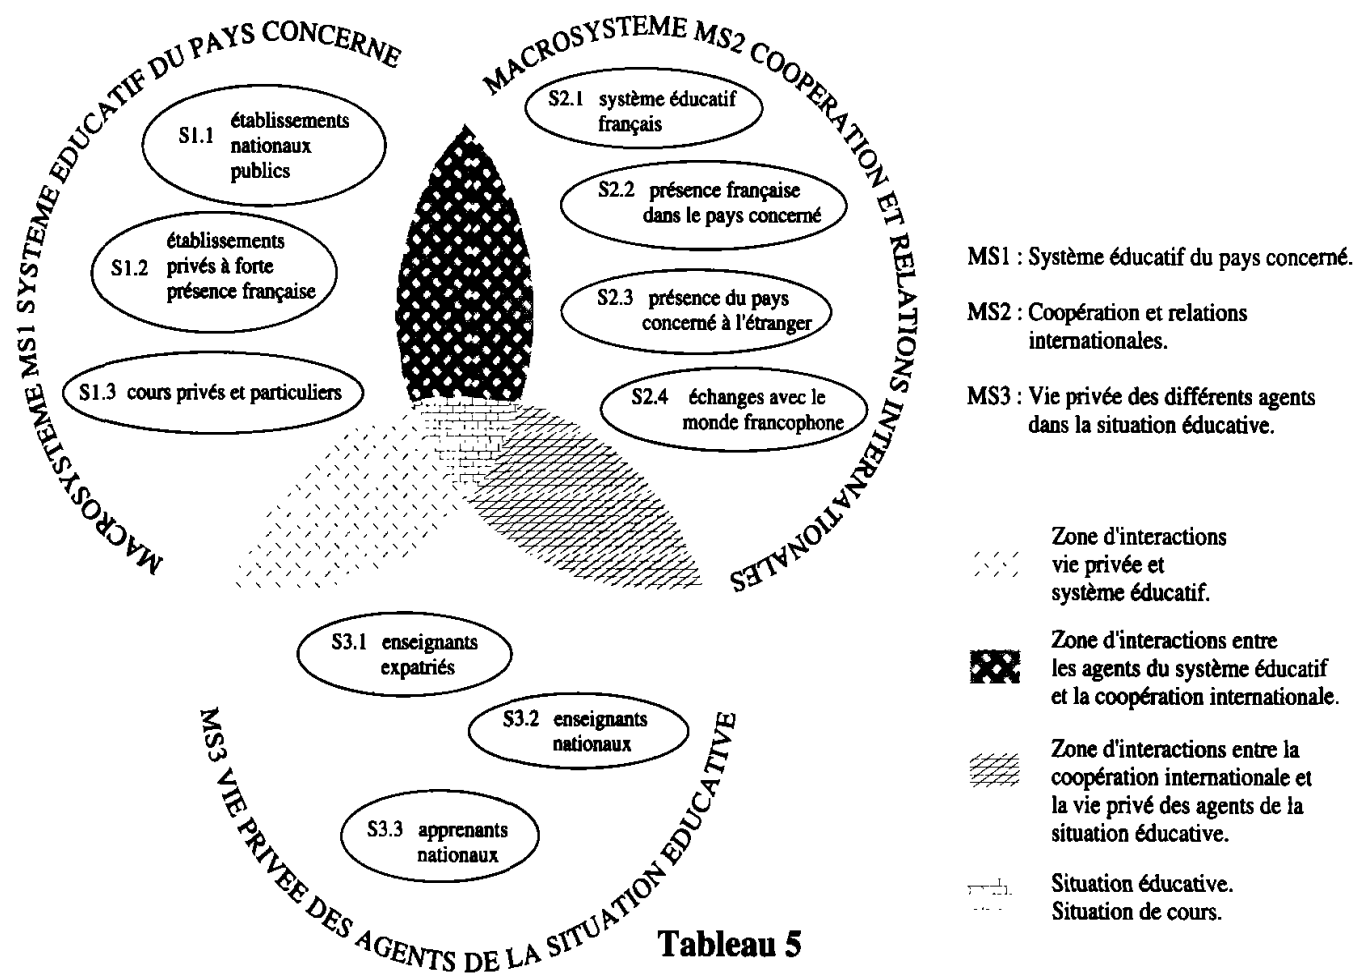 MACROSYSTEME MS1 SYSTEME EDUCATIF DU PAYS CONCERNE
S1.1 établissements
nationaux
publics
S1.2 établissements
privés à forte
présence française
S1.3 cours privés et particuliers
MACROSYSTEME MS2 COOPERATION ET RELATIONS INTERNATIONALES
S2.1 système éducatif
français
S2.2 présence française
dans le pays concerné
S2.3 présence du pays
concerné à l'étranger
S2.4 échanges avec le
monde francophone
S3.1 enseignants
expatriés
S3.2 enseignants
nationaux
S3.3 apprenants
nationaux
MS3 VIE PRIVEE DES AGENTS DE LA SITUATION EDUCATIVE
MS1 : Système éducatif du pays concerné.
MS2 : Coopération et relations
internationales.
MS3 : Vie privée des différents agents
dans la situation éducative.
Zone d'interactions
vie privée et
système éducatif.
Zone d'interactions entre
les agents du système éducatif
et la coopération internationale.
Zone d'interactions entre la
coopération internationale et
la vie privé des agents de la
situation éducative.
Situation éducative.
Situation de cours.
Tableau 5